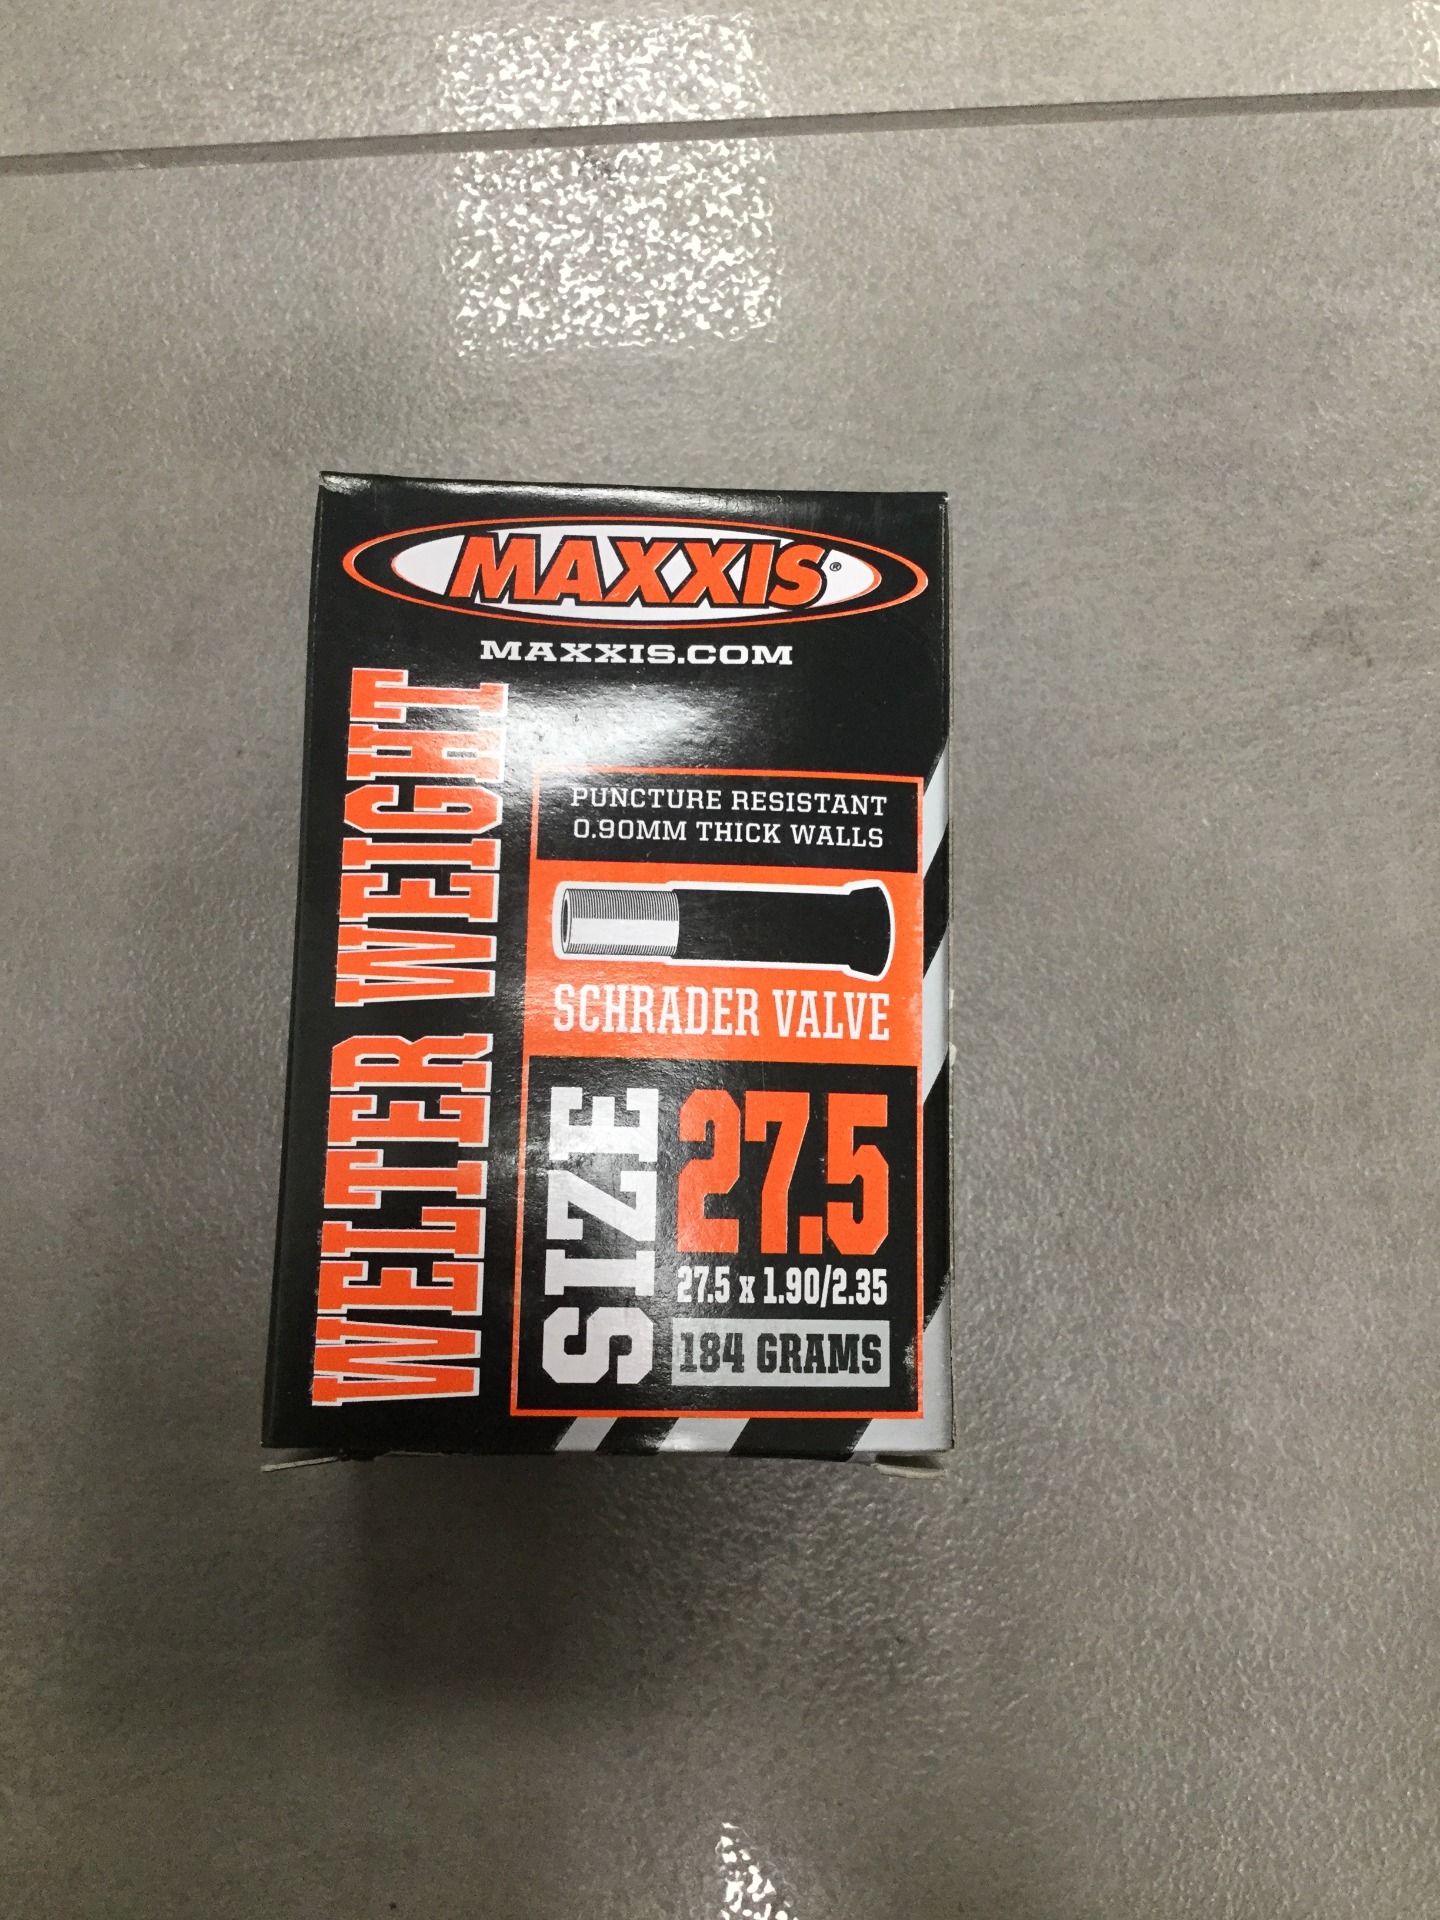 MAXXIS®
MAXXIS.COM
WELTER WEIGHT
PUNCTURE RESISTANT
0.90MM THICK WALLS
SCHRADER VALVE
SIZE
27.5
27.5 x 1.90/2.35
184 GRAMS